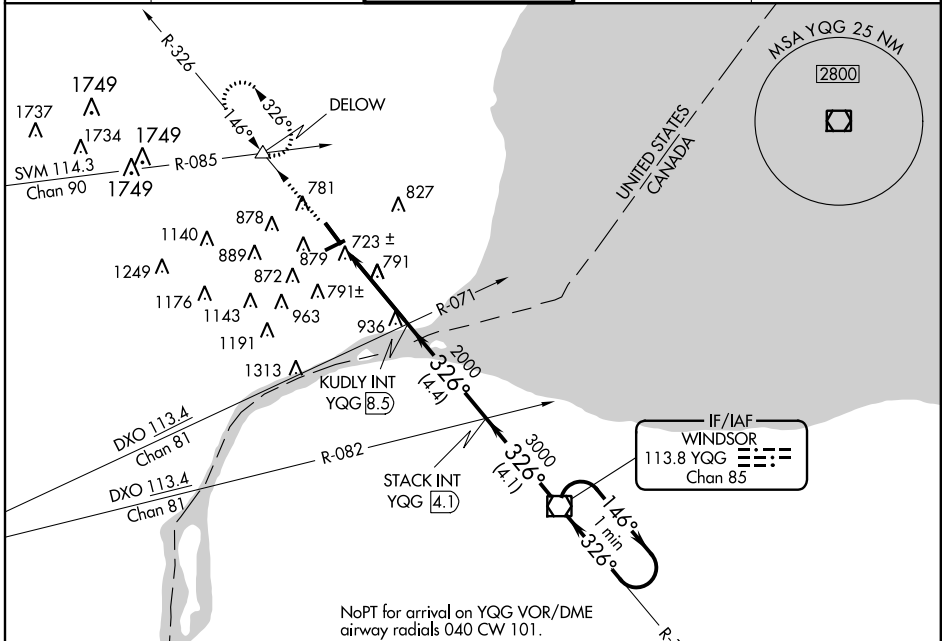 R-326
MSA YQG 25 NM
2800
326°
146°
DELOW
1749
1737
1734
1749
1749
SVM 114.3
Chan 90
R-085
UNITED STATES
CANADA
781
827
878
1140
889
879
723 ±
791
1249
872
791±
1176
1143
963
1191
936
R-071
1313
KUDLY INT
YQG 8.5
2000
326°
(4.4)
DXO 113.4
Chan 81
R-082
DXO 113.4
Chan 81
STACK INT
YQG 4.1
3000
326°
(4.1)
IF/IAF
WINDSOR
113.8 YQG
Chan 85
146°
1 min
326°
NoPT for arrival on YQG VOR/DME
airway radials 040 CW 101.